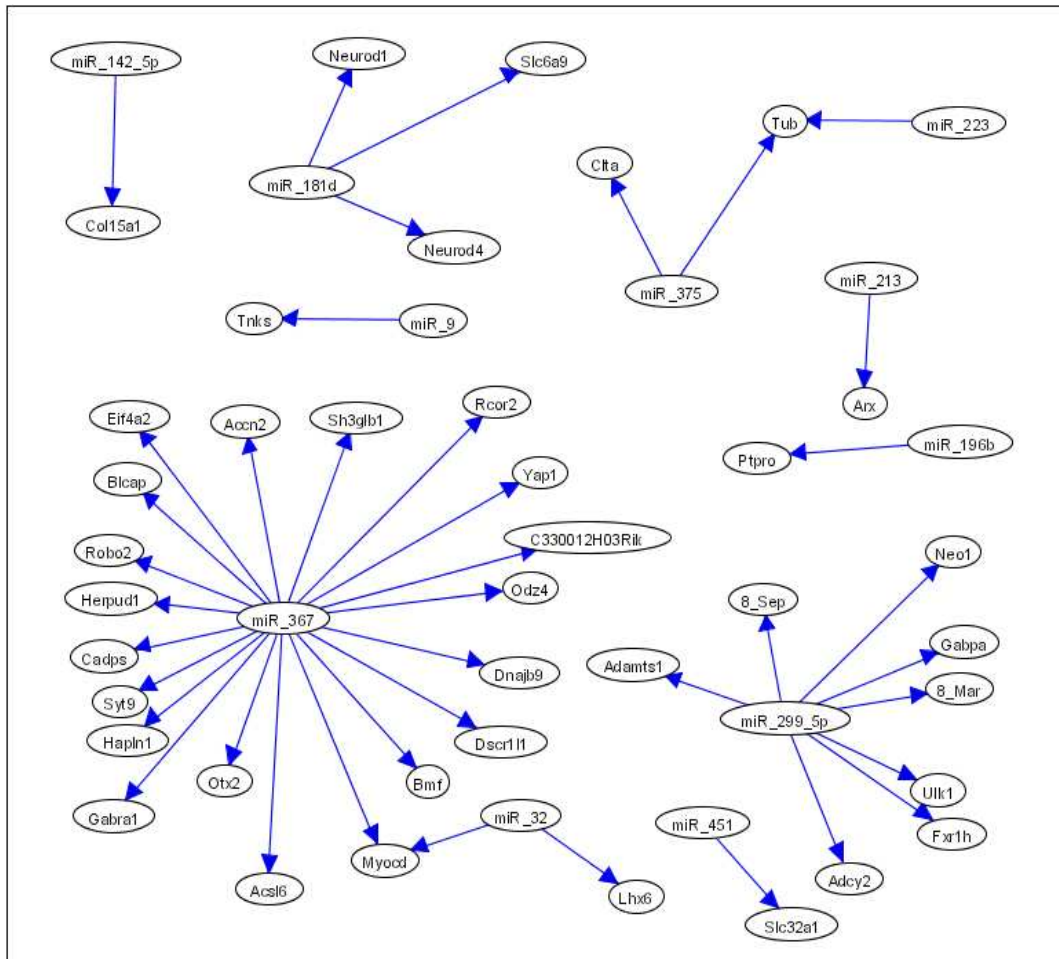 miR_142_5p
Neurod1
Slc6a9
Tub
miR_223
Clta
miR_181d
Col15a1
Neurod4
miR_375
miR_213
Tnks
miR_9
Arx
Eif4a2
Accn2
Sh3glb1
Rcor2
Ptpro
miR_196b
Blcap
Yap1
Robo2
C330012H03Rik
Neo1
Herpud1
Odz4
8_Sep
miR_367
Gabpa
Cadps
Dnajb9
Adamts1
8_Mar
Syt9
miR_299_5p
Hapln1
Dscr1l1
Otx2
Bmf
Ulk1
Gabra1
miR_32
miR_451
Fxr1h
Myocd
Adcy2
Acsl6
Lhx6
Slc32a1